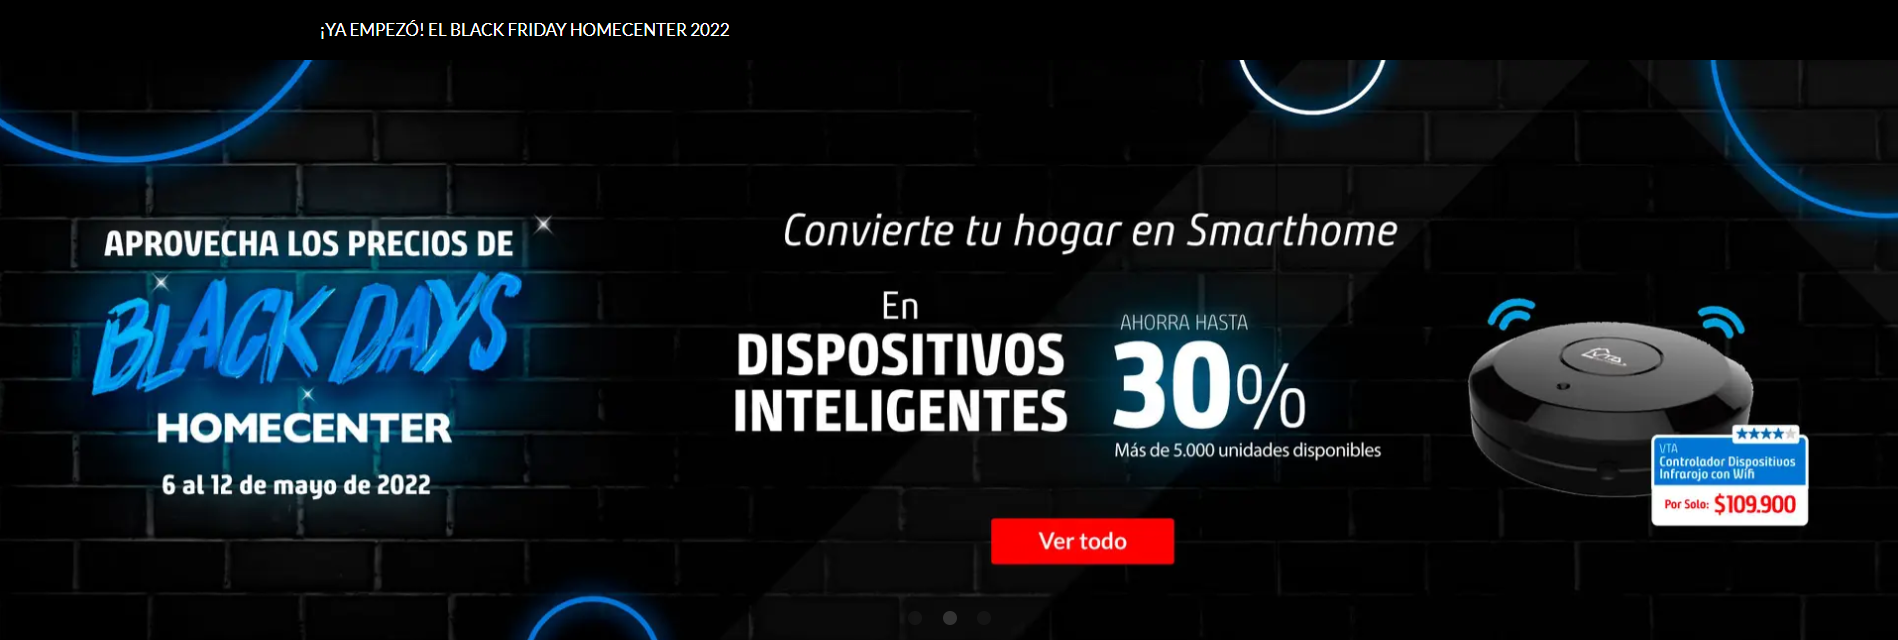 ¡YA EMPEZÓ! EL BLACK FRIDAY HOMECENTER 2022
APROVECHA LOS PRECIOS DE
BLACK DAYS
HOMECENTER
6 al 12 de mayo de 2022
Convierte tu hogar en Smarthome
En
DISPOSITIVOS
INTELIGENTES
AHORRA HASTA
30%
Más de 5.000 unidades disponibles
Ver todo
VTA
VTA
Controlador Dispositivos
Infrarojo con Wifi
Por Solo: $109.900